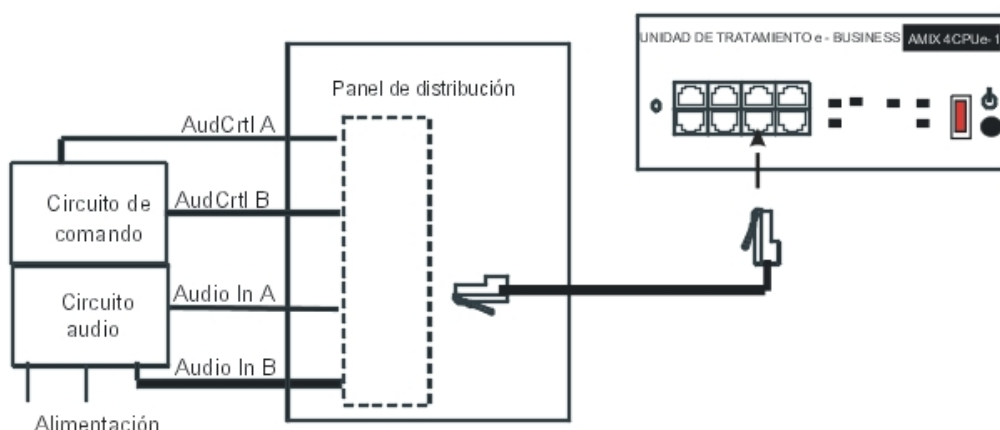 UNIDAD DE TRATAMIENTO e - BUSINESS AMIX 4CPUe-1
Panel de distribución
AudCrtl A
Circuito de
comando
AudCrtl B
Circuito
audio
Audio In A
Audio In B
Alimentación